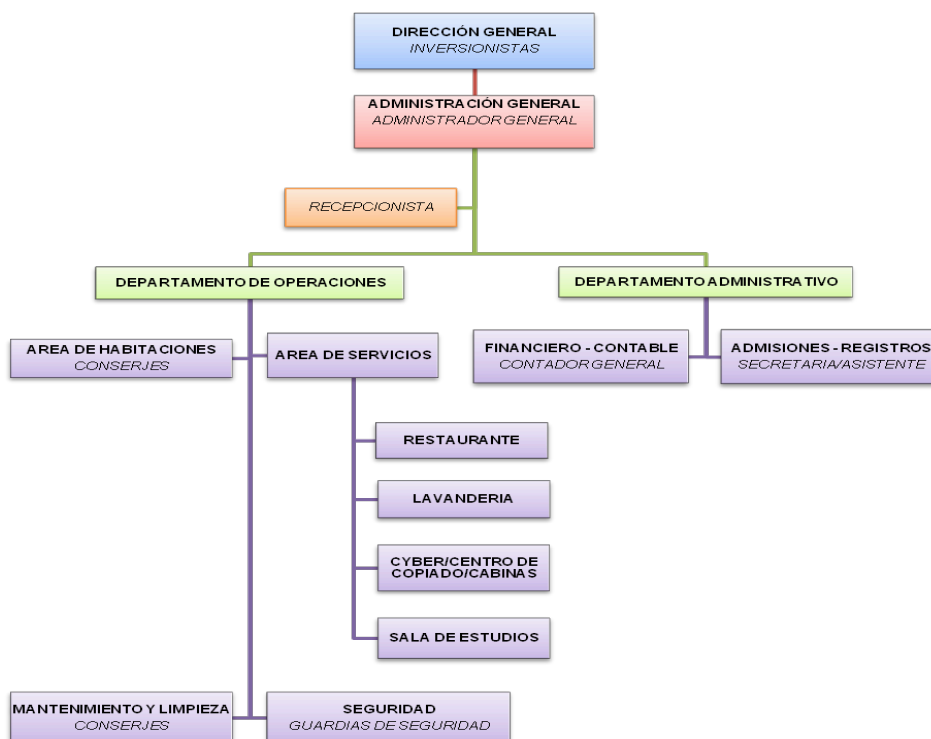 DIRECCIÓN GENERAL
INVERSIONISTAS
ADMINISTRACIÓN GENERAL
ADMINISTRADOR GENERAL
RECEPCIONISTA
DEPARTAMENTO DE OPERACIONES
DEPARTAMENTO ADMINISTRATIVO
AREA DE HABITACIONES
CONSERJES
AREA DE SERVICIOS
FINANCIERO - CONTABLE
CONTADOR GENERAL
ADMISIONES - REGISTROS
SECRETARIA/ASISTENTE
RESTAURANTE
LAVANDERIA
CYBER/CENTRO DE
COPIADO/CABINAS
SALA DE ESTUDIOS
MANTENIMIENTO Y LIMPIEZA
CONSERJES
SEGURIDAD
GUARDIAS DE SEGURIDAD